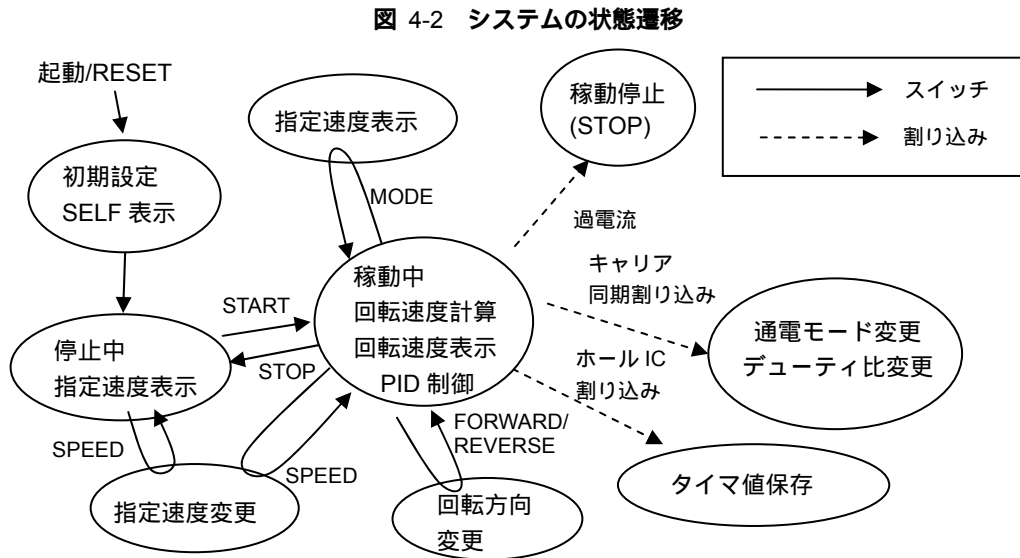 図 4-2 システムの状態遷移
起動/RESET
初期設定
SELF 表示
指定速度表示
MODE
稼動停止
(STOP)
スイッチ
割り込み
過電流
キャリア
同期割り込み
稼動中
回転速度計算
回転速度表示
PID 制御
START
STOP
停止中
指定速度表示
通電モード変更
デューティ比変更
ホール IC
割り込み
SPEED
SPEED
FORWARD/
REVERSE
指定速度変更
回転方向
変更
タイマ値保存